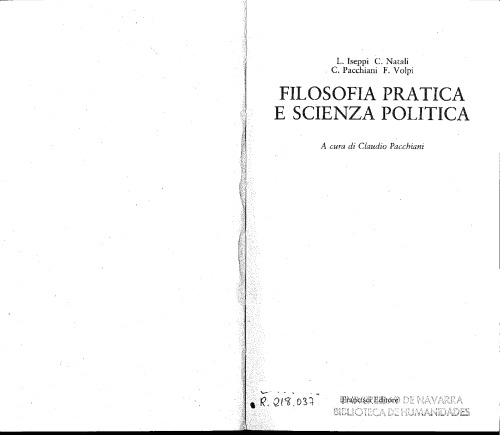 L. Iseppi C. Natali
C. Pacchiani F. Volpi
FILOSOFIA PRATICA
E SCIENZA POLITICA
A cura di Claudio Pacchiani
Francisci Editore
R. 218.037
DE NAVARRA
BIBLIOTECA DE HUMANIDADES